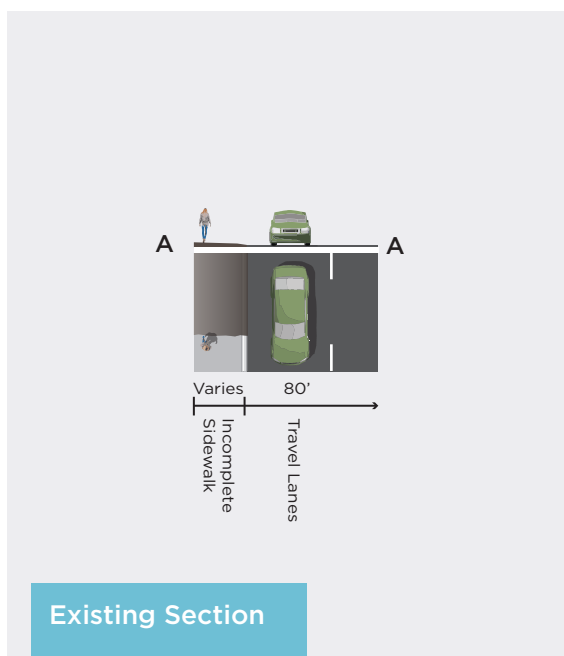 A
A
Varies
80’
Incomplete
Sidewalk
Travel Lanes
Existing Section